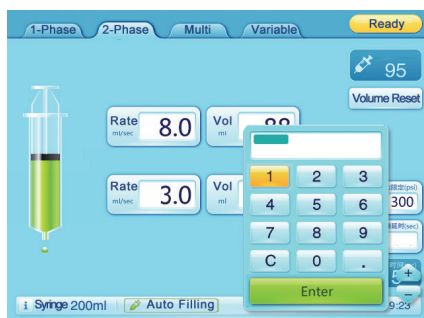 1-Phase 2-Phase Multi Variable Ready
95
Volume Reset
Rate ml/sec 8.0 Vol ml
1 2 3
Rate ml/sec 3.0 Vol ml
(psi)
300
4 5 6
(sec)
7 8 9
C 0 .
+
Enter
-
i Syringe 200ml Auto Filling 9:23